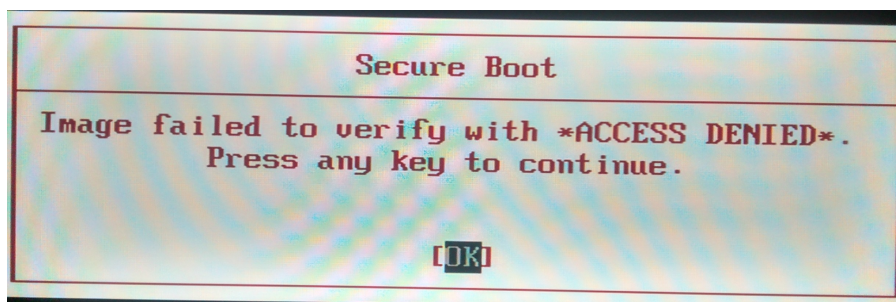 Secure Boot
Image failed to verify with *ACCESS DENIED*.
Press any key to continue.
[OK]